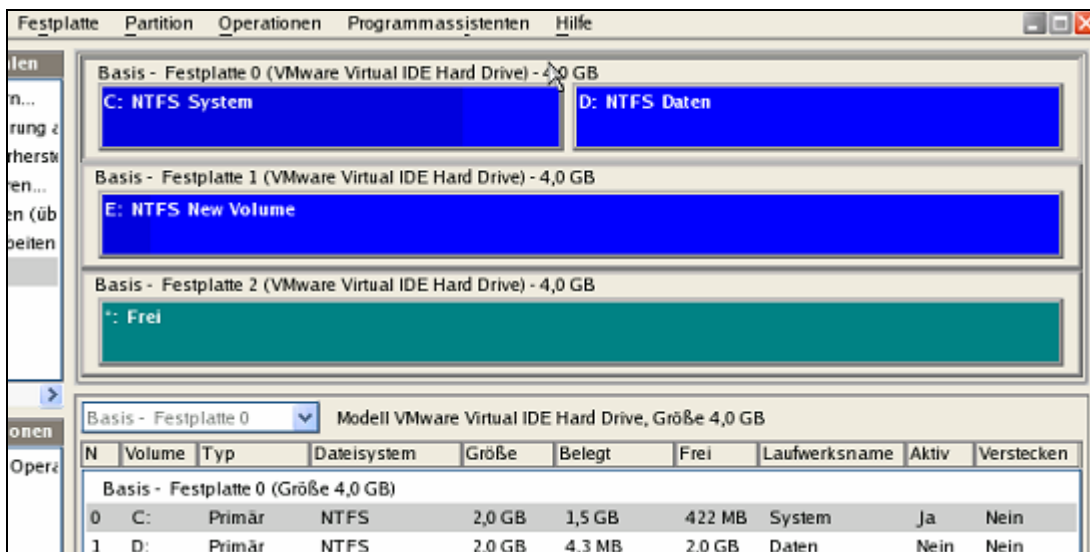 Festplatte Partition Operationen Programmassistenten Hilfe
Basis - Festplatte 0 (VMware Virtual IDE Hard Drive) - 4,0 GB
C: NTFS System D: NTFS Daten
Basis - Festplatte 1 (VMware Virtual IDE Hard Drive) - 4,0 GB
E: NTFS New Volume
Basis - Festplatte 2 (VMware Virtual IDE Hard Drive) - 4,0 GB
*: Frei
Basis - Festplatte 0 Modell VMware Virtual IDE Hard Drive, Größe 4,0 GB
N Volume Typ Dateisystem Größe Belegt Frei Laufwerksname Aktiv Verstecken
Basis - Festplatte 0 (Größe 4,0 GB)
0 C: Primär NTFS 2,0 GB 1,5 GB 422 MB System Ja Nein
1 D: Primär NTFS 2,0 GB 4,3 MB 2,0 GB Daten Nein Nein